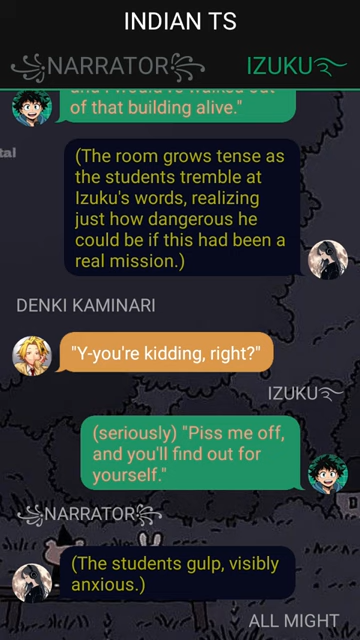 INDIAN TS
NARRATOR
IZUKU
of that building alive."
tal
(The room grows tense as
the students tremble at
Izuku's words, realizing
just how dangerous he
could be if this had been a
real mission.)
DENKI KAMINARI
"Y-you're kidding, right?"
IZUKU
(seriously) "Piss me off,
and you'll find out for
yourself."
NARRATOR
(The students gulp, visibly
anxious.)
ALL MIGHT